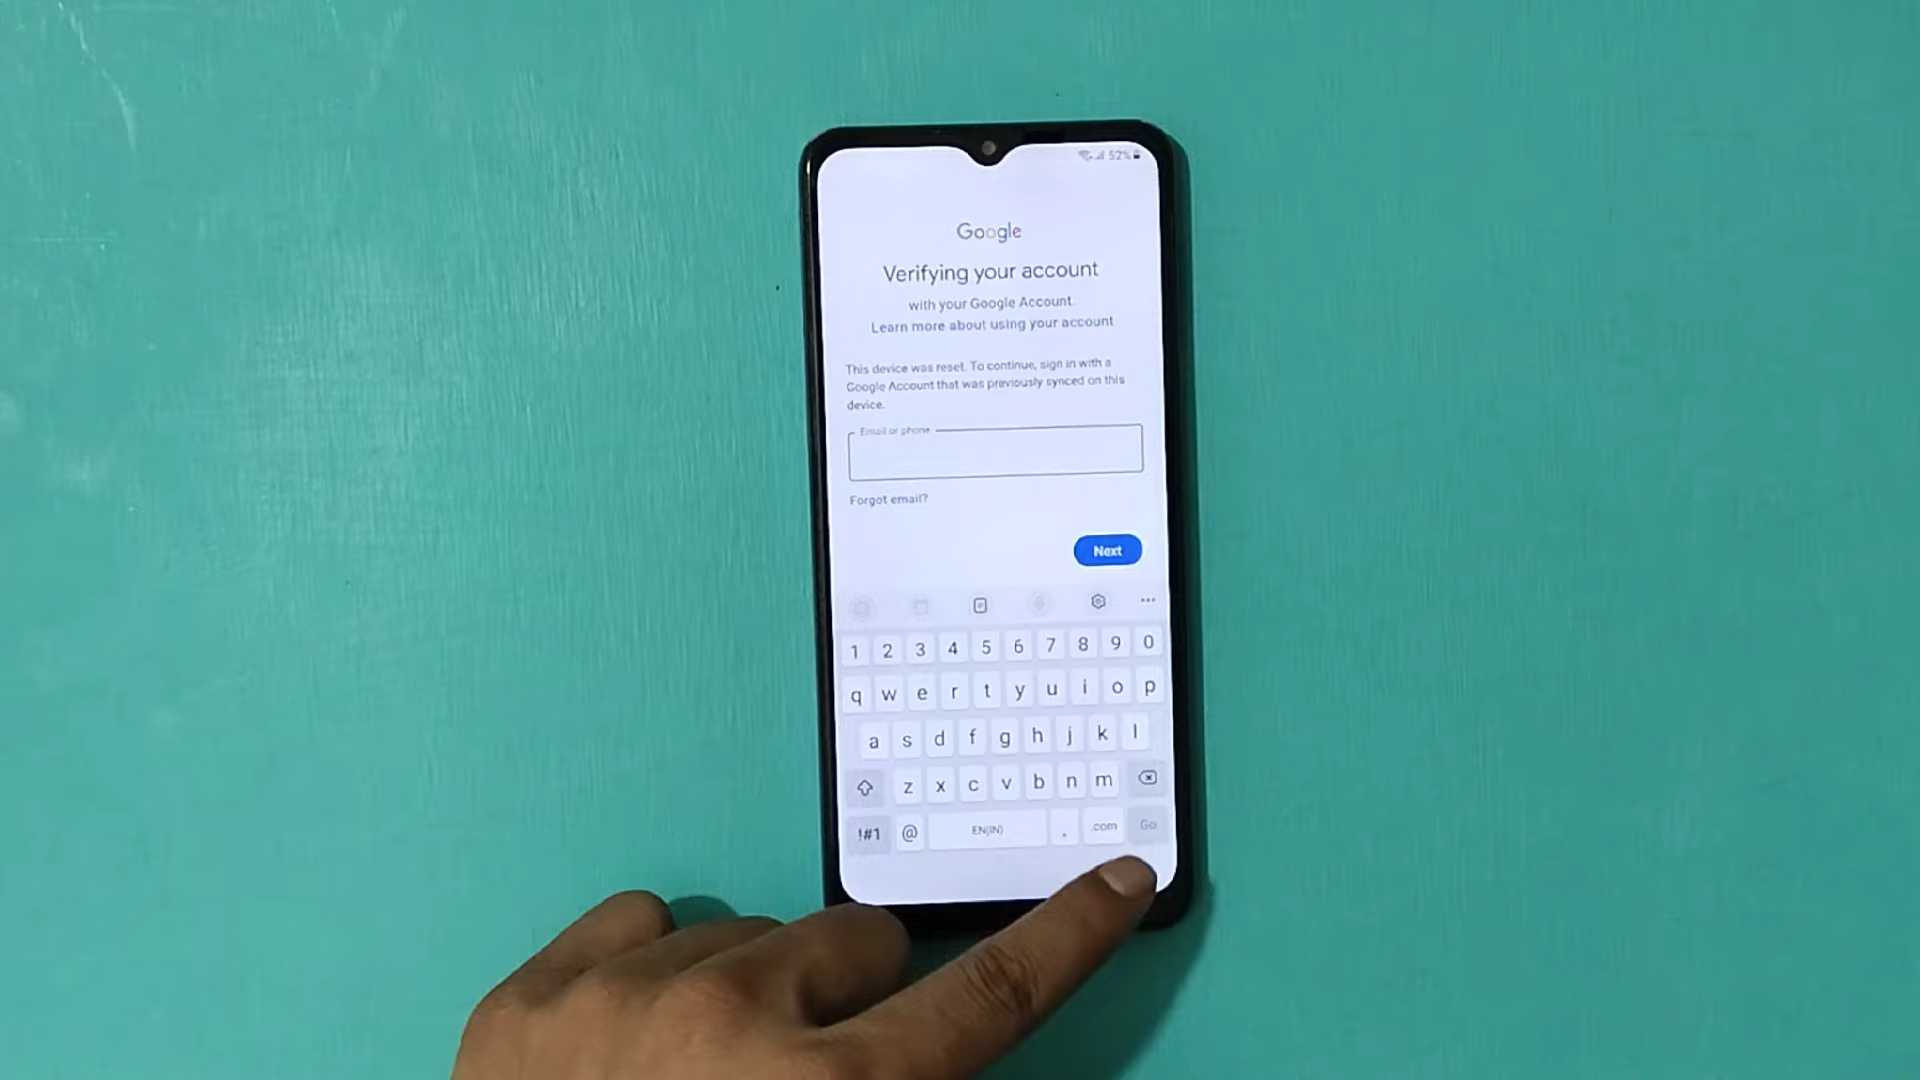 52%
Google
Verifying your account
with your Google Account.
Learn more about using your account
This device was reset. To continue, sign in with a
Google Account that was previously synced on this
device.
Email or phone
Forgot email?
Next
1 2 3 4 5 6 7 8 9 0
q w e r t y u i o p
a s d f g h j k l
z x c v b n m
!#1 @ EN(IN) . .com Go